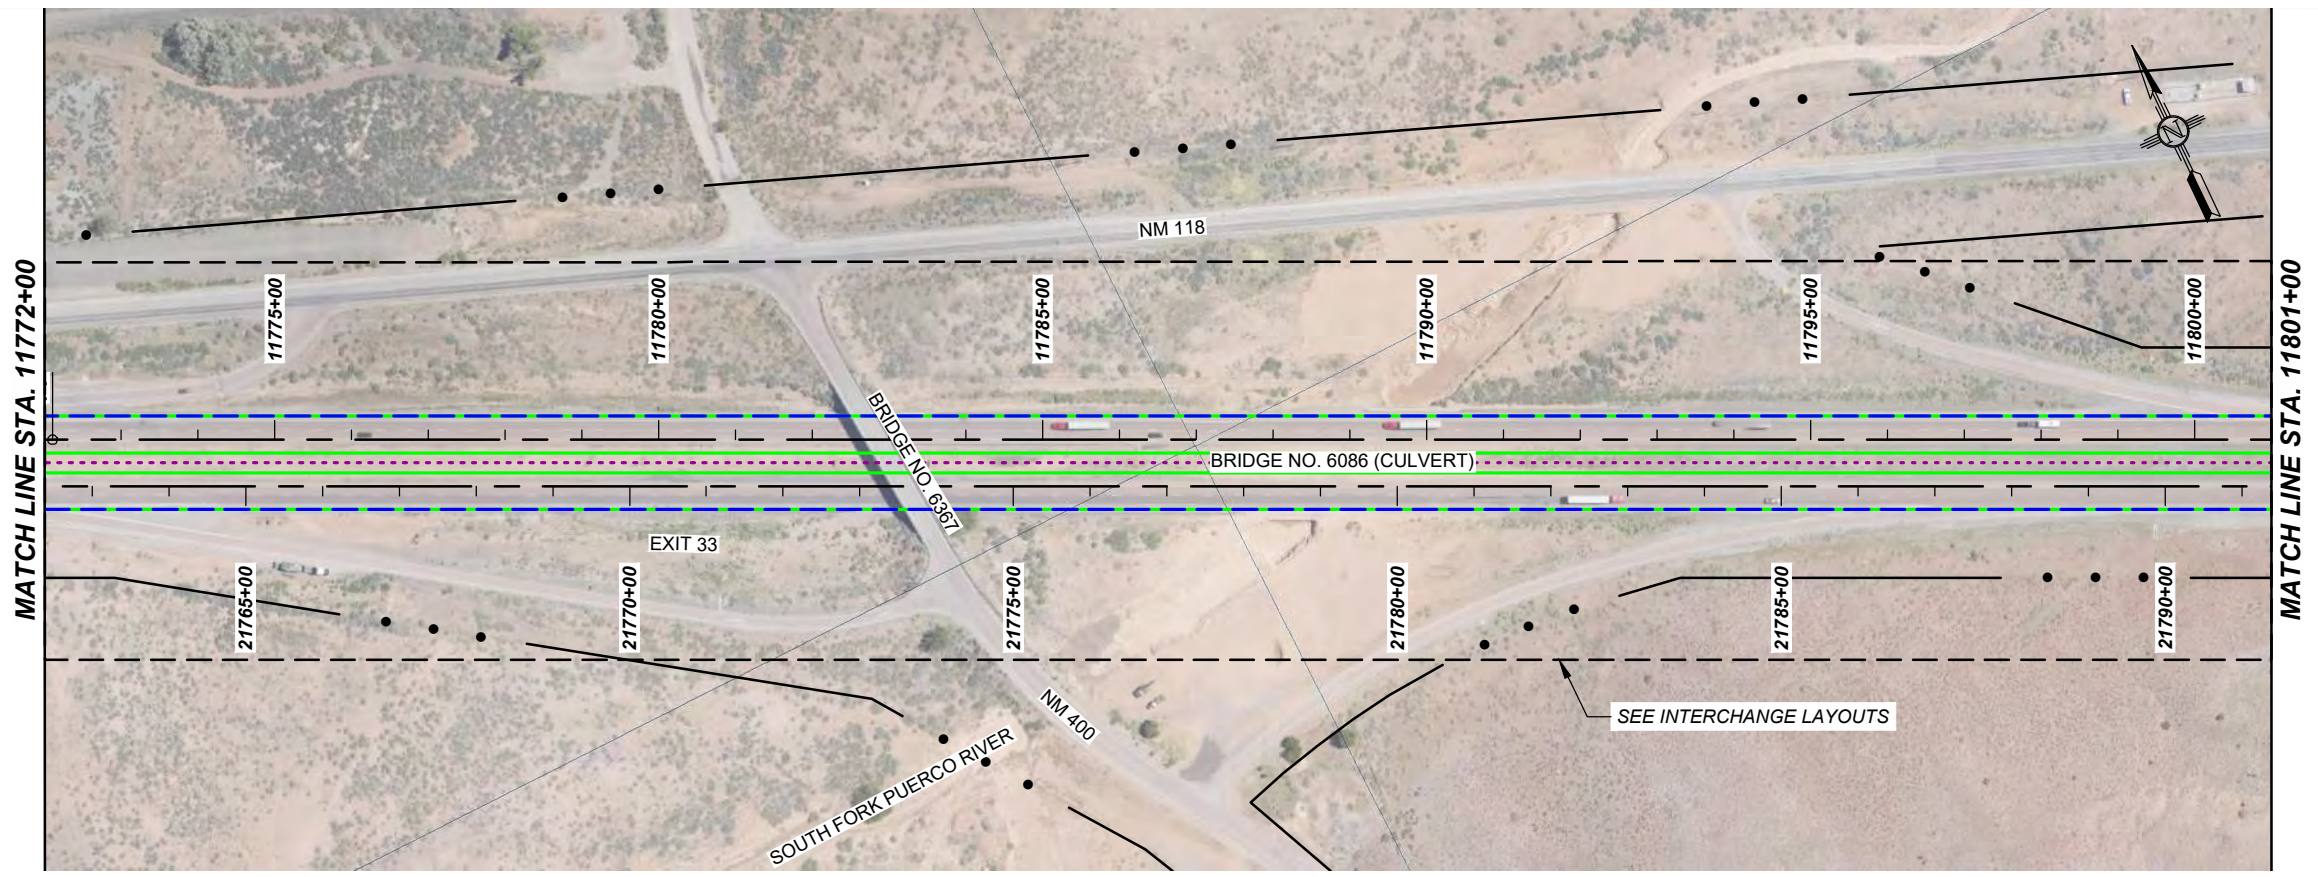 MATCH LINE STA. 11772+00
MATCH LINE STA. 11801+00
N
NM 118
11775+00
11780+00
11785+00
11790+00
11795+00
11800+00
BRIDGE NO. 6367
BRIDGE NO. 6086 (CULVERT)
EXIT 33
21765+00
21770+00
21775+00
21780+00
21785+00
21790+00
NM 400
SEE INTERCHANGE LAYOUTS
SOUTH FORK PUERCO RIVER